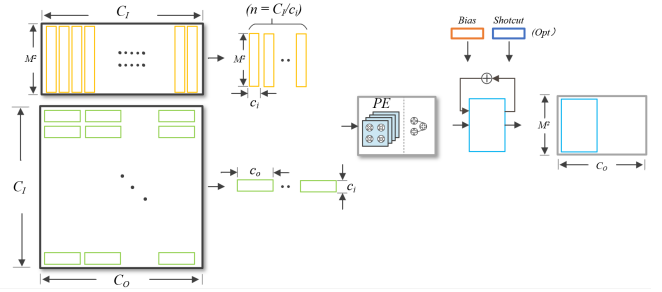 C_I
(n = C_I/c_i)
M²
M²
c_i
Bias
Shotcut
(Opt)
PE
M²
C_o
C_I
c_o
c_i
C_O